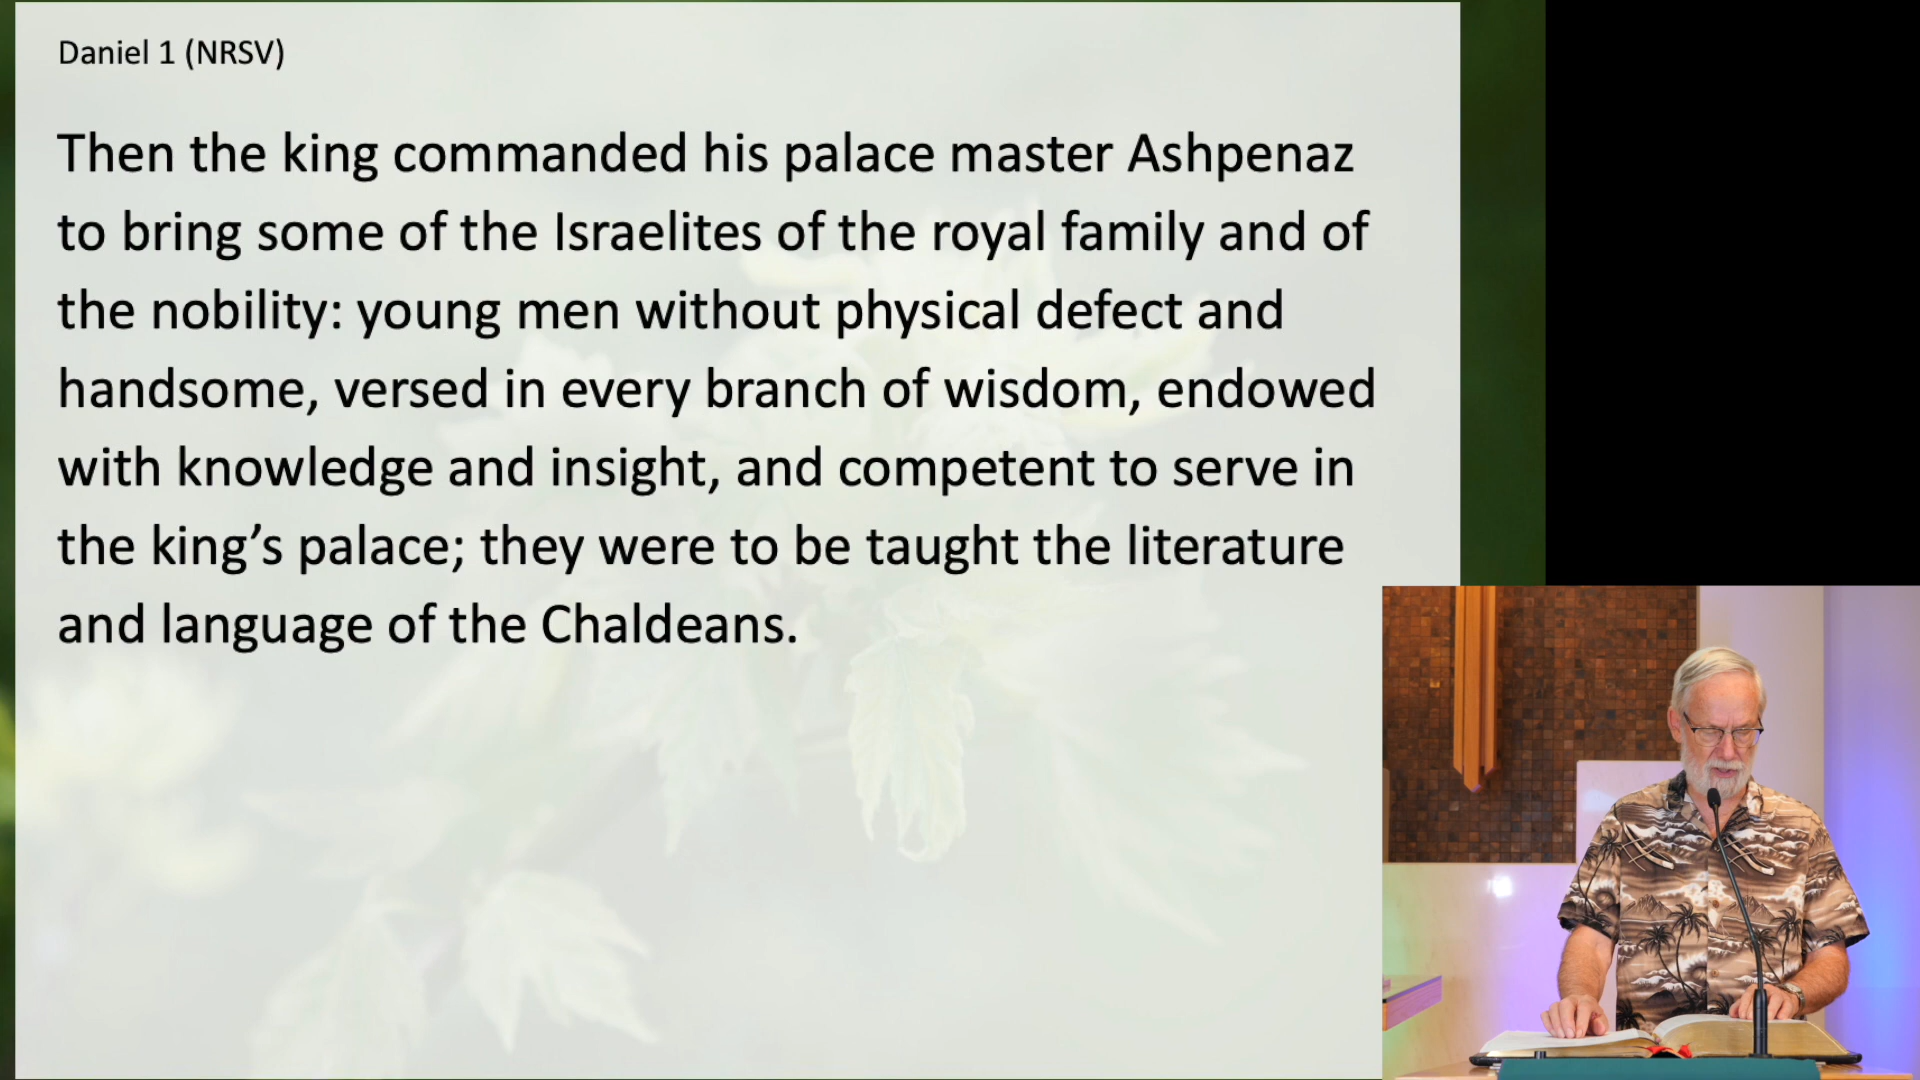 Daniel 1 (NRSV)
Then the king commanded his palace master Ashpenaz
to bring some of the Israelites of the royal family and of
the nobility: young men without physical defect and
handsome, versed in every branch of wisdom, endowed
with knowledge and insight, and competent to serve in
the king’s palace; they were to be taught the literature
and language of the Chaldeans.